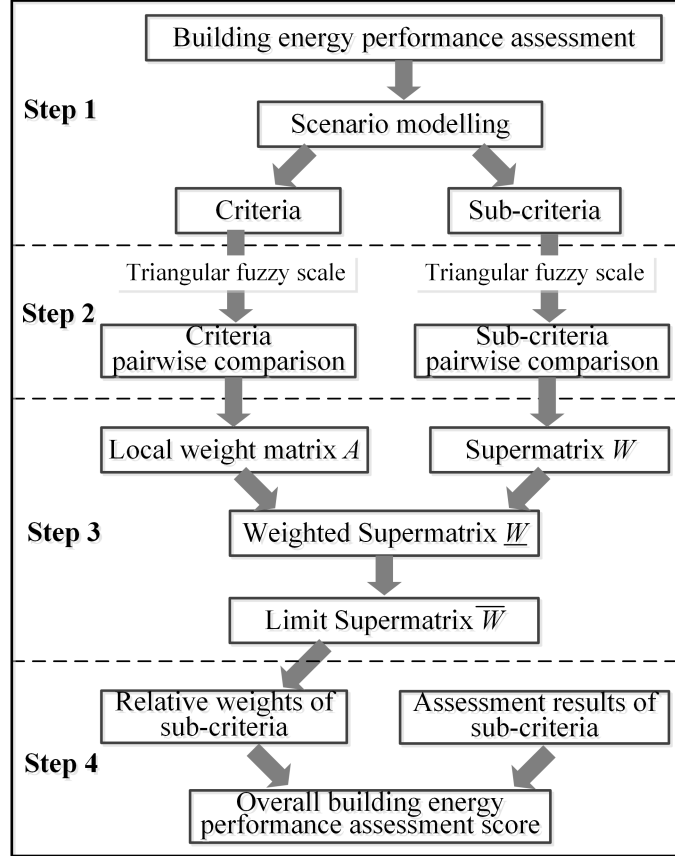 Building energy performance assessment
Step 1
Scenario modelling
Criteria
Sub-criteria
Triangular fuzzy scale
Triangular fuzzy scale
Step 2
Criteria
pairwise comparison
Sub-criteria
pairwise comparison
Local weight matrix A
Supermatrix W
Step 3
Weighted Supermatrix W̲
Limit Supermatrix W̅
Relative weights of
sub-criteria
Assessment results of
sub-criteria
Step 4
Overall building energy
performance assessment score